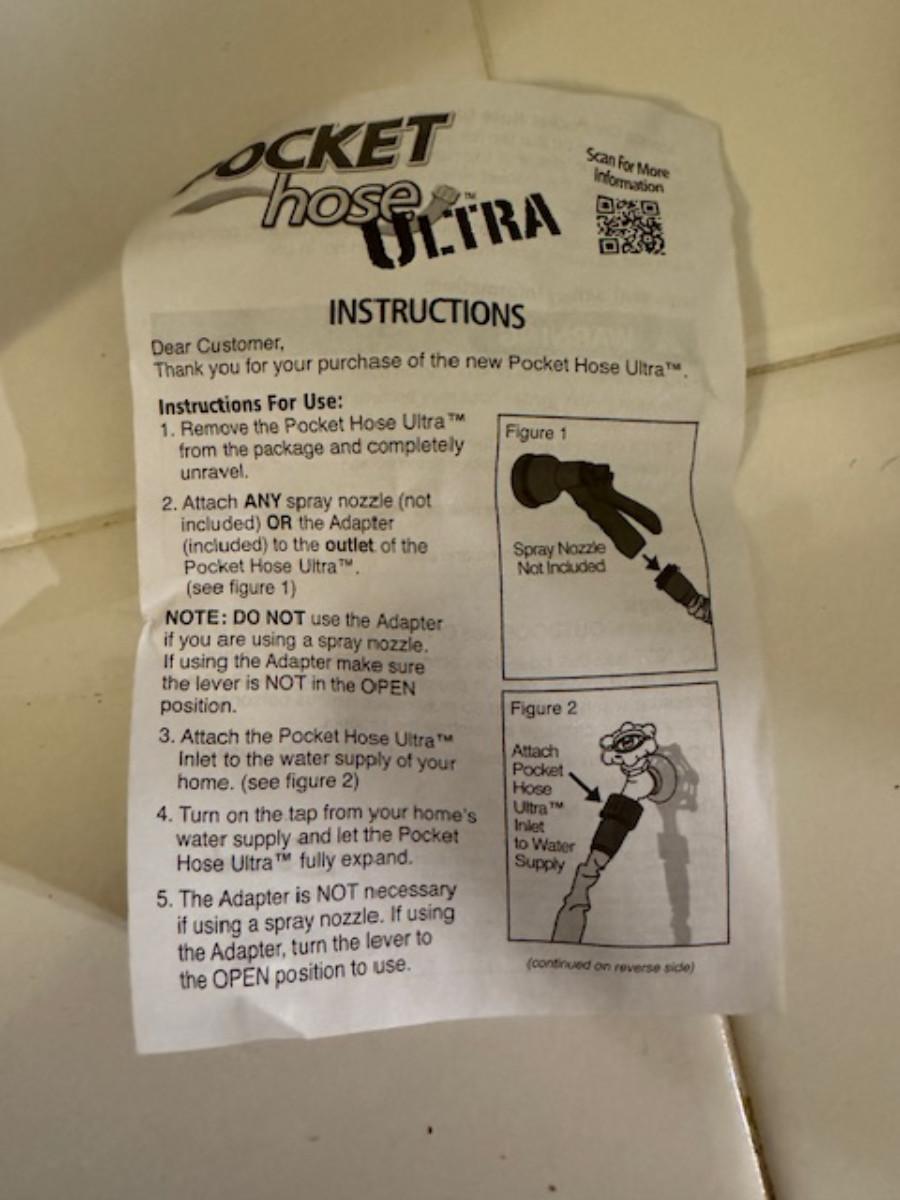 POCKET
hose™
ULTRA
Scan For More
Information
INSTRUCTIONS
Dear Customer,
Thank you for your purchase of the new Pocket Hose Ultra™.
Instructions For Use:
1. Remove the Pocket Hose Ultra™
from the package and completely
unravel.
2. Attach ANY spray nozzle (not
included) OR the Adapter
(included) to the outlet of the
Pocket Hose Ultra™.
(see figure 1)
NOTE: DO NOT use the Adapter
if you are using a spray nozzle.
If using the Adapter make sure
the lever is NOT in the OPEN
position.
3. Attach the Pocket Hose Ultra™
Inlet to the water supply of your
home. (see figure 2)
4. Turn on the tap from your home's
water supply and let the Pocket
Hose Ultra™ fully expand.
5. The Adapter is NOT necessary
if using a spray nozzle. If using
the Adapter, turn the lever to
the OPEN position to use.
Figure 1
Spray Nozzle
Not Included
Figure 2
Attach
Pocket
Hose
Ultra™
Inlet
to Water
Supply
(continued on reverse side)